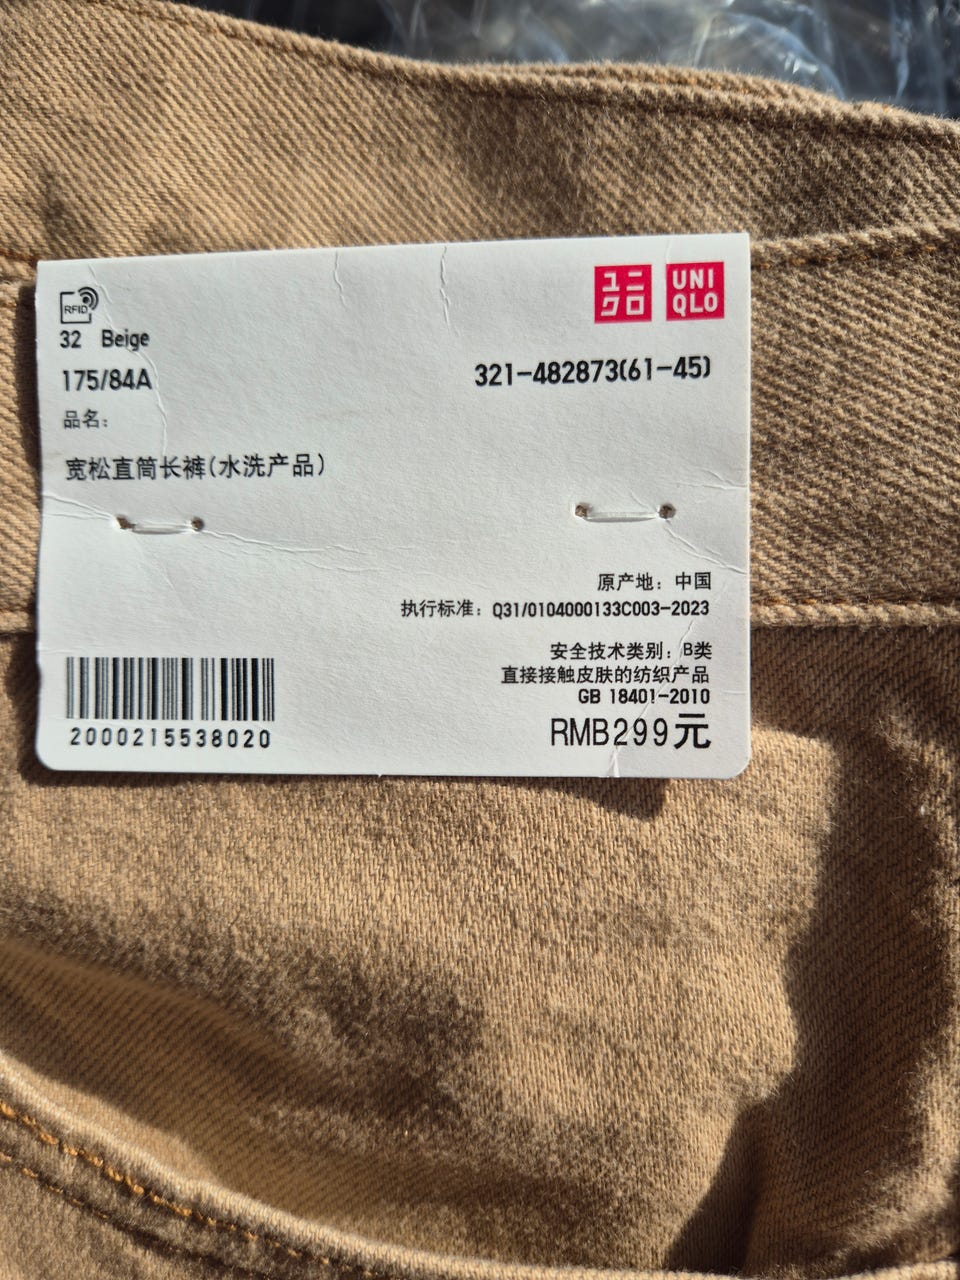 RFID
ユニ
クロ
UNI
QLO
32 Beige
175/84A
321-482873(61-45)
品名：
宽松直筒长裤(水洗产品)
原产地：中国
执行标准：Q31/0104000133C003-2023
安全技术类别：B类
直接接触皮肤的纺织产品
GB 18401-2010
RMB299元
2000215538020